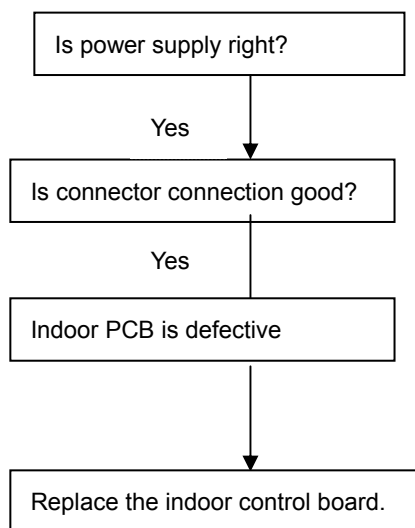 Is power supply right?
Yes
Is connector connection good?
Yes
Indoor PCB is defective
Replace the indoor control board.